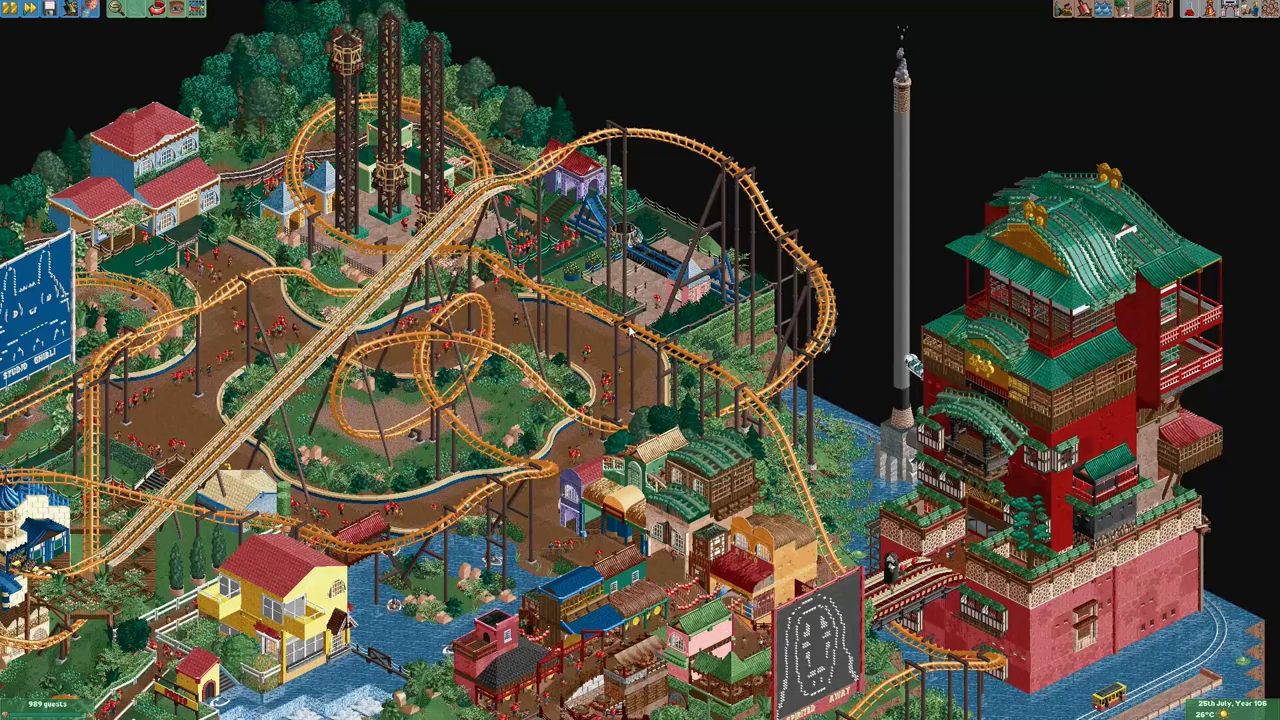 STUDIO GHIBLI
SPIRITED AWAY
989 guests
25th July, Year 106
26°C